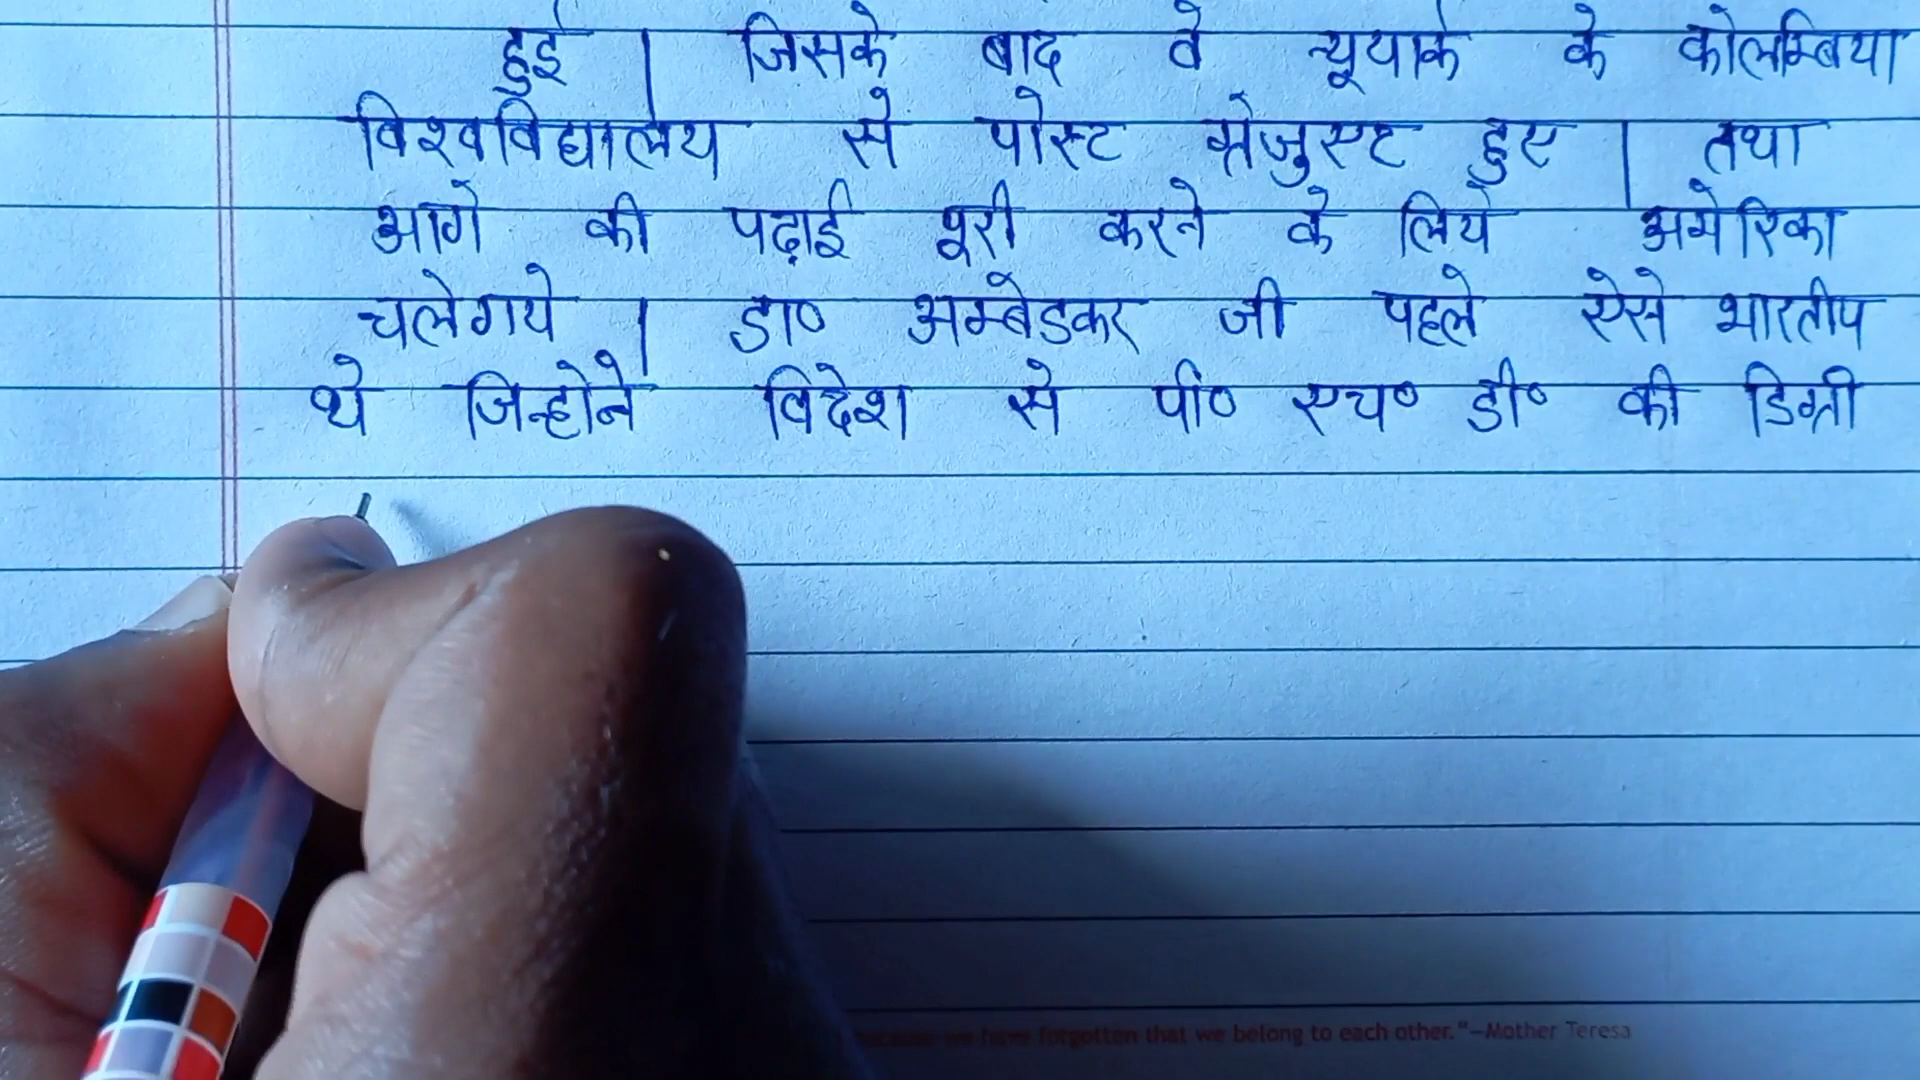 हुई । जिसके बाद वे न्यूयार्क के कोलम्बिया
विश्वविद्यालय से पोस्ट ग्रेजुएट हुए । तथा
आगे की पढ़ाई पूरी करने के लिये अमेरिका
चलेगये । डा० अम्बेडकर जी पहले ऐसे भारतीय
थे जिन्होने विदेश से पी० एच० डी० की डिग्री
we have forgotten that we belong to each other."—Mother Teresa